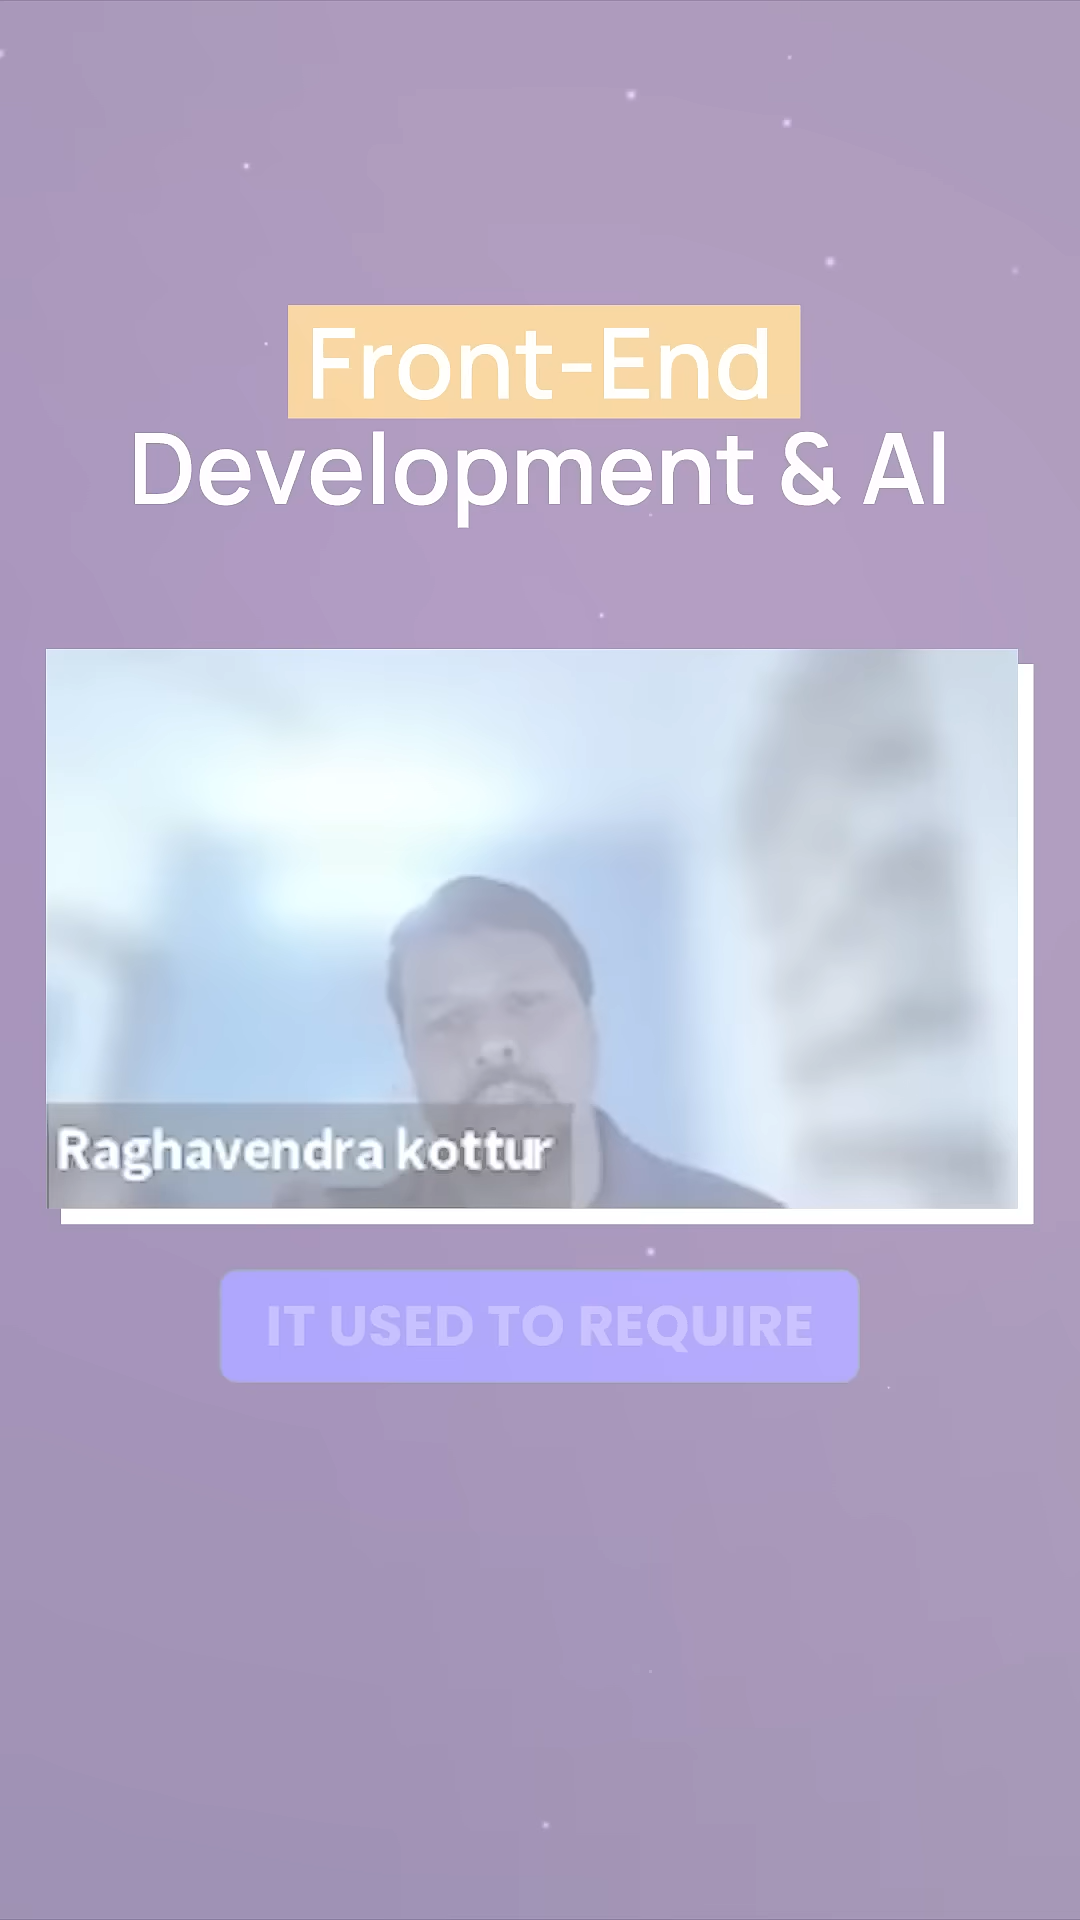 Front-End
Development & AI
Raghavendra kottur
IT USED TO REQUIRE